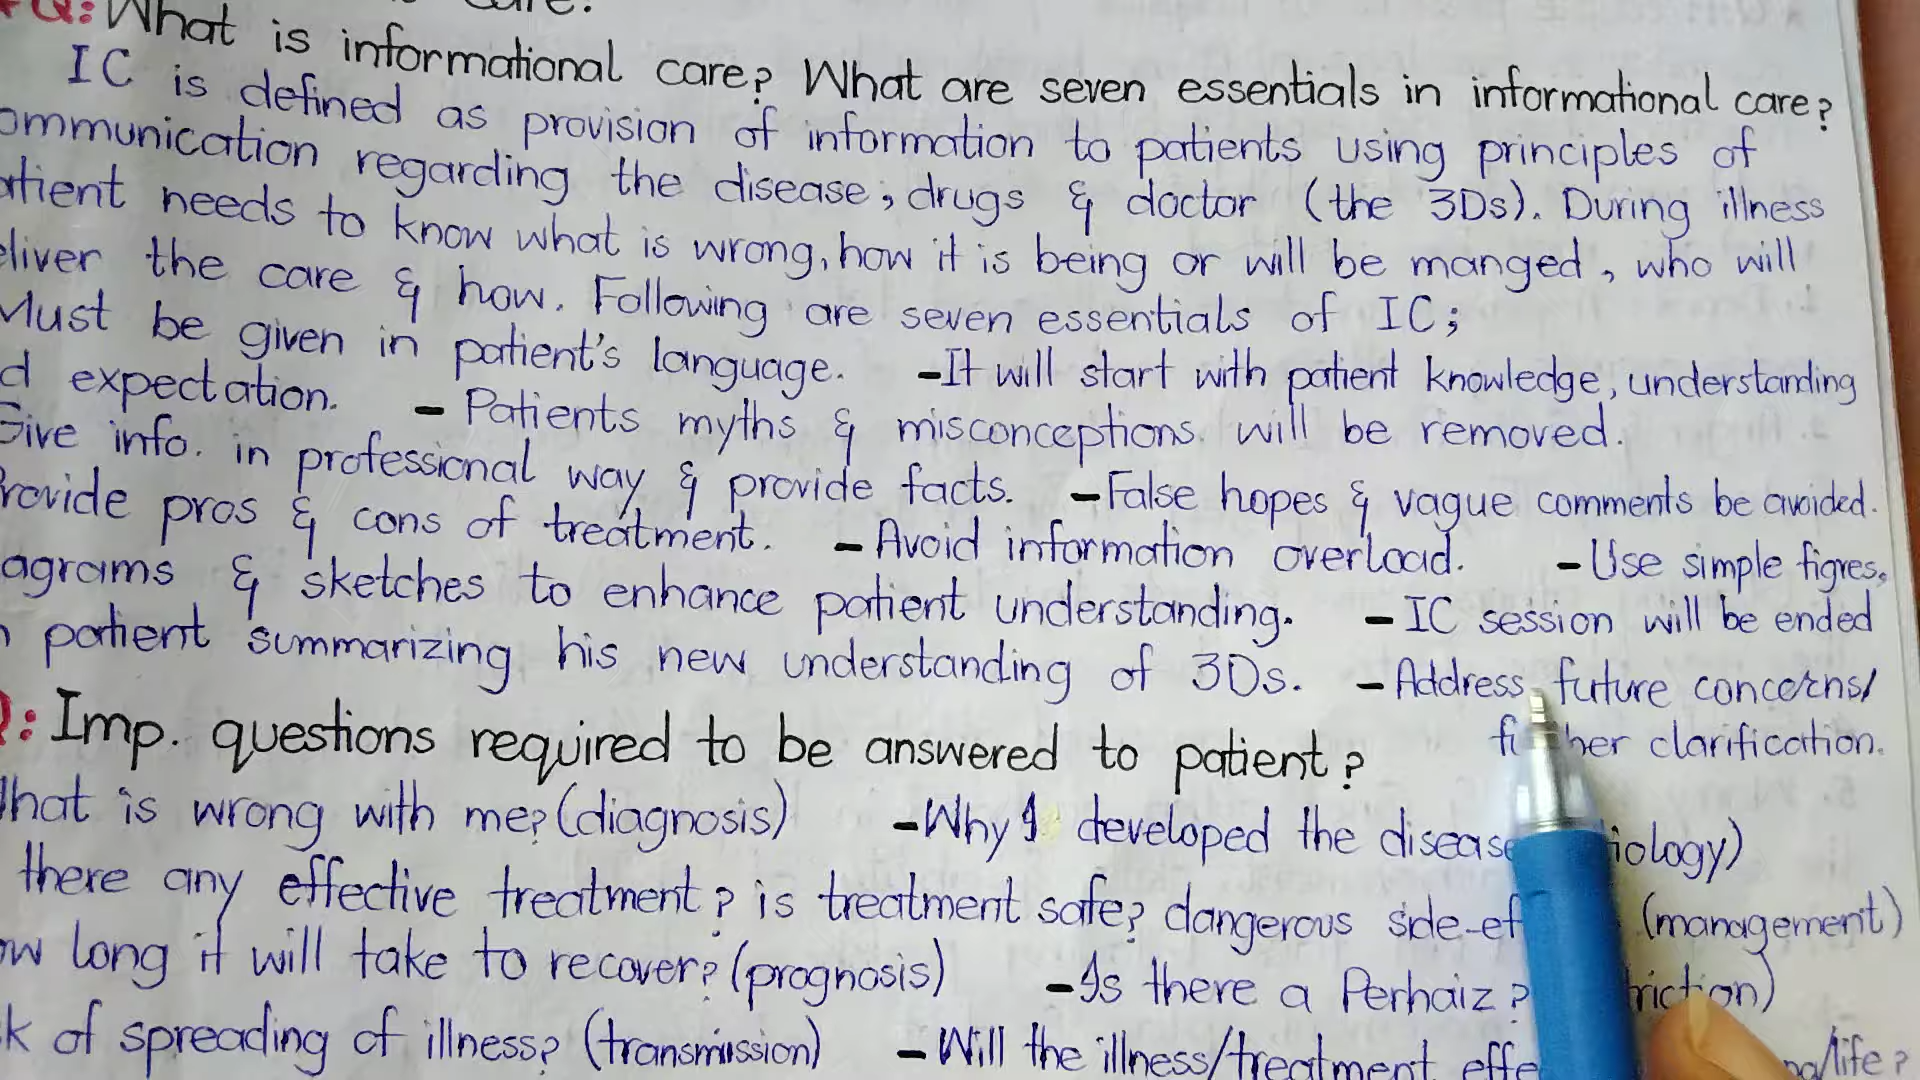 Q: What is informational care? What are seven essentials in informational care?
IC is defined as provision of information to patients using principles of
ommunication regarding the disease, drugs & doctor (the 3Ds). During illness
atient needs to know what is wrong, how it is being or will be manged, who will
eliver the care & how. Following are seven essentials of IC;
Must be given in patient's language. -It will start with patient knowledge, understanding
d expectation. - Patients myths & misconceptions will be removed.
Give info. in professional way & provide facts. -False hopes & vague comments be avoided.
Provide pros & cons of treatment. - Avoid information overload. -Use simple figres,
agrams & sketches to enhance patient understanding. - IC session will be ended
patient summarizing his new understanding of 3Ds. -Address future concerns/
clarification.
: Imp. questions required to be answered to patient?
hat is wrong with me? (diagnosis) -Why I developed the disease iology)
there any effective treatment? is treatment safe? dangerous side-ef (management)
ow long it will take to recover? (prognosis) -Is there a Perhaiz? riction)
k of spreading of illness? (transmission) -Will the illness/treatment effe /life?